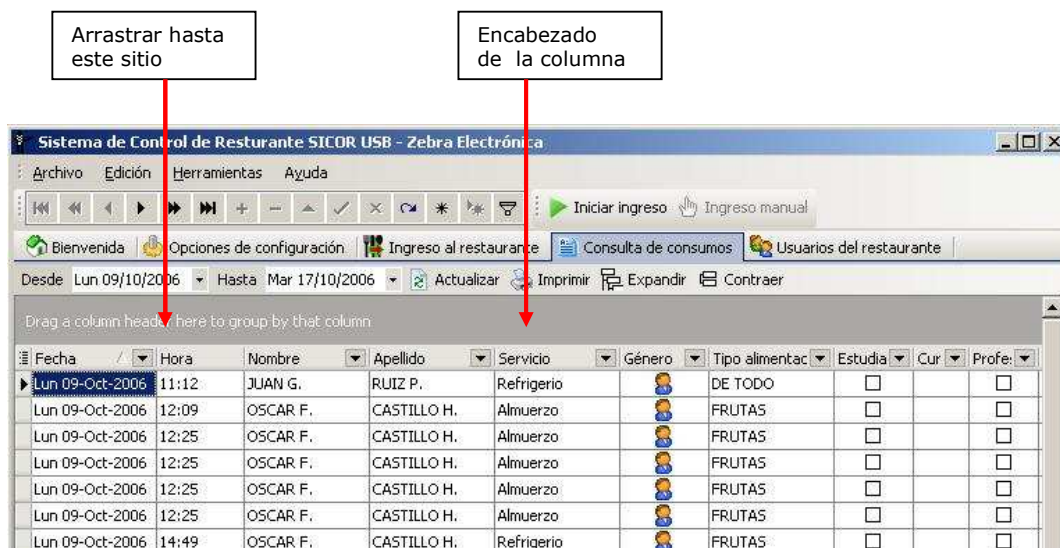 Arrastrar hasta
este sitio
Encabezado
de la columna
Sistema de Control de Resturante SICOR USB - Zebra Electrónica
Archivo Edición Herramientas Ayuda
Iniciar ingreso Ingreso manual
Bienvenida Opciones de configuración Ingreso al restaurante Consulta de consumos Usuarios del restaurante
Desde Lun 09/10/2006 Hasta Mar 17/10/2006 Actualizar Imprimir Expandir Contraer
Drag a column header here to group by that column
Fecha Hora Nombre Apellido Servicio Género Tipo alimentac Estudia Cur Profe:
Lun 09-Oct-2006 11:12 JUAN G. RUIZ P. Refrigerio DE TODO
Lun 09-Oct-2006 12:09 OSCAR F. CASTILLO H. Almuerzo FRUTAS
Lun 09-Oct-2006 12:25 OSCAR F. CASTILLO H. Almuerzo FRUTAS
Lun 09-Oct-2006 12:25 OSCAR F. CASTILLO H. Almuerzo FRUTAS
Lun 09-Oct-2006 12:25 OSCAR F. CASTILLO H. Almuerzo FRUTAS
Lun 09-Oct-2006 12:25 OSCAR F. CASTILLO H. Almuerzo FRUTAS
Lun 09-Oct-2006 14:49 OSCAR F. CASTILLO H. Refrigerio FRUTAS